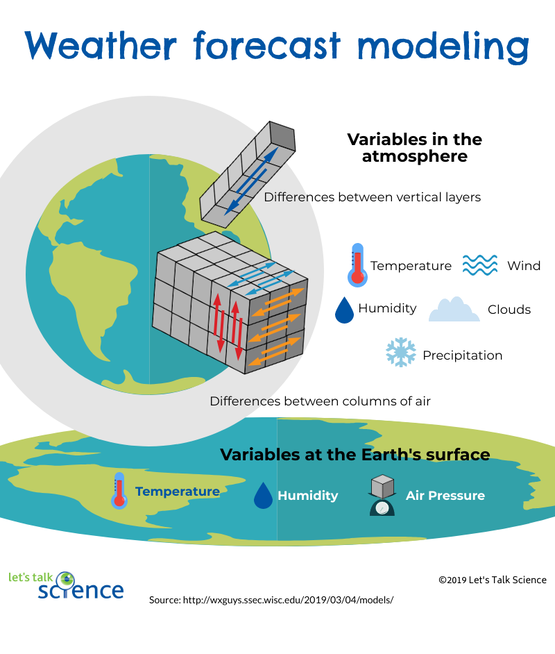 Weather forecast modeling
Variables in the
atmosphere
Differences between vertical layers
Temperature
Wind
Humidity
Clouds
Precipitation
Differences between columns of air
Variables at the Earth's surface
Temperature
Humidity
Air Pressure
let's talk
science
©2019 Let's Talk Science
Source: http://wxguys.ssec.wisc.edu/2019/03/04/models/